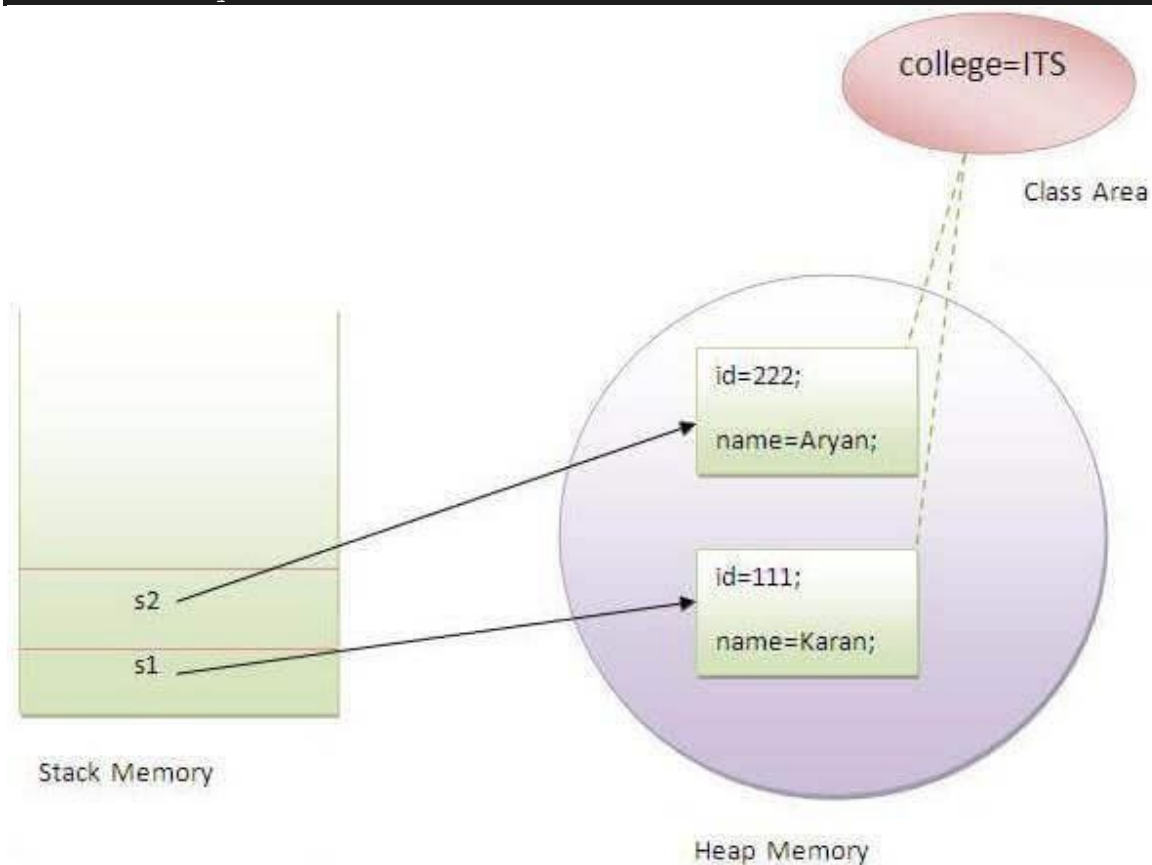 college=ITS
Class Area
id=222;
name=Aryan;
s2
id=111;
name=Karan;
s1
Stack Memory
Heap Memory